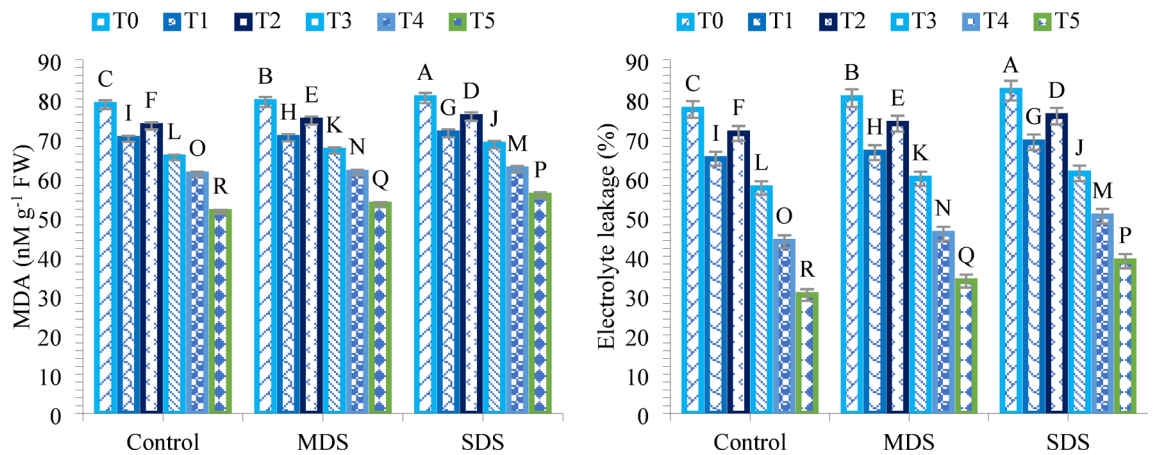 T0 T1 T2 T3 T4 T5
MDA (nM g-1 FW)
90
80
70
60
50
40
30
20
10
0
C I F L O R
B H E K N Q
A G D J M P
Control MDS SDS
T0 T1 T2 T3 T4 T5
Electrolyte leakage (%)
90
80
70
60
50
40
30
20
10
0
C I F L O R
B H E K N Q
A G D J M P
Control MDS SDS